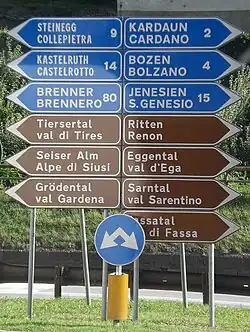 STEINEGG
COLLEPIETRA 9
KARDAUN
CARDANO 2
KASTELRUTH
CASTELROTTO 14
BOZEN
BOLZANO 4
BRENNER
BRENNERO 80
JENESIEN
S. GENESIO 15
Tiersertal
val di Tires
Ritten
Renon
Seiser Alm
Alpe di Siusi
Eggental
val d'Ega
Grödental
val Gardena
Sarntal
val Sarentino
assatal
di Fassa